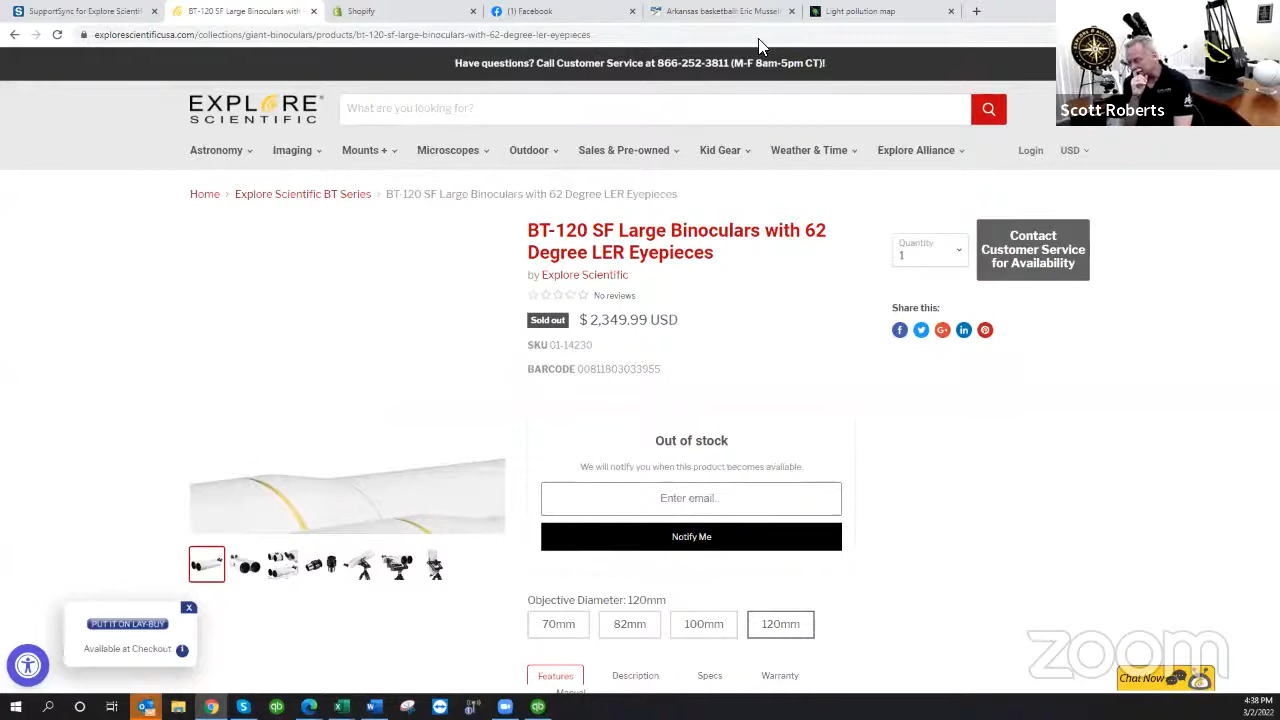 SupportSync for Explore Scien
BT-120 SF Large Binoculars with
Shopify
(1) Facebook
Arkansas basketball: Eric Mussel
Light pollution map
explorescientificusa.com/collections/giant-binoculars/products/bt-120-sf-large-binoculars-with-62-degree-ler-eyepieces
Have questions? Call Customer Service at 866-252-3811 (M-F 8am-5pm CT)!
EXPLORE
SCIENTIFIC
What are you looking for?
Scott Roberts
Astronomy
Imaging
Mounts +
Microscopes
Outdoor
Sales & Pre-owned
Kid Gear
Weather & Time
Explore Alliance
Login
USD
Home
Explore Scientific BT Series
BT-120 SF Large Binoculars with 62 Degree LER Eyepieces
BT-120 SF Large Binoculars with 62
Degree LER Eyepieces
by Explore Scientific
No reviews
Sold out $ 2,349.99 USD
SKU 01-14230
BARCODE 00811803033955
Quantity
1
Contact
Customer Service
for Availability
Share this:
Out of stock
We will notify you when this product becomes available.
Enter email..
Notify Me
Objective Diameter: 120mm
70mm
82mm
100mm
120mm
Features
Description
Specs
Warranty
Manual
X
PUT IT ON LAY-BUY
Available at Checkout
zoom
Chat Now
4:38 PM
3/2/2022